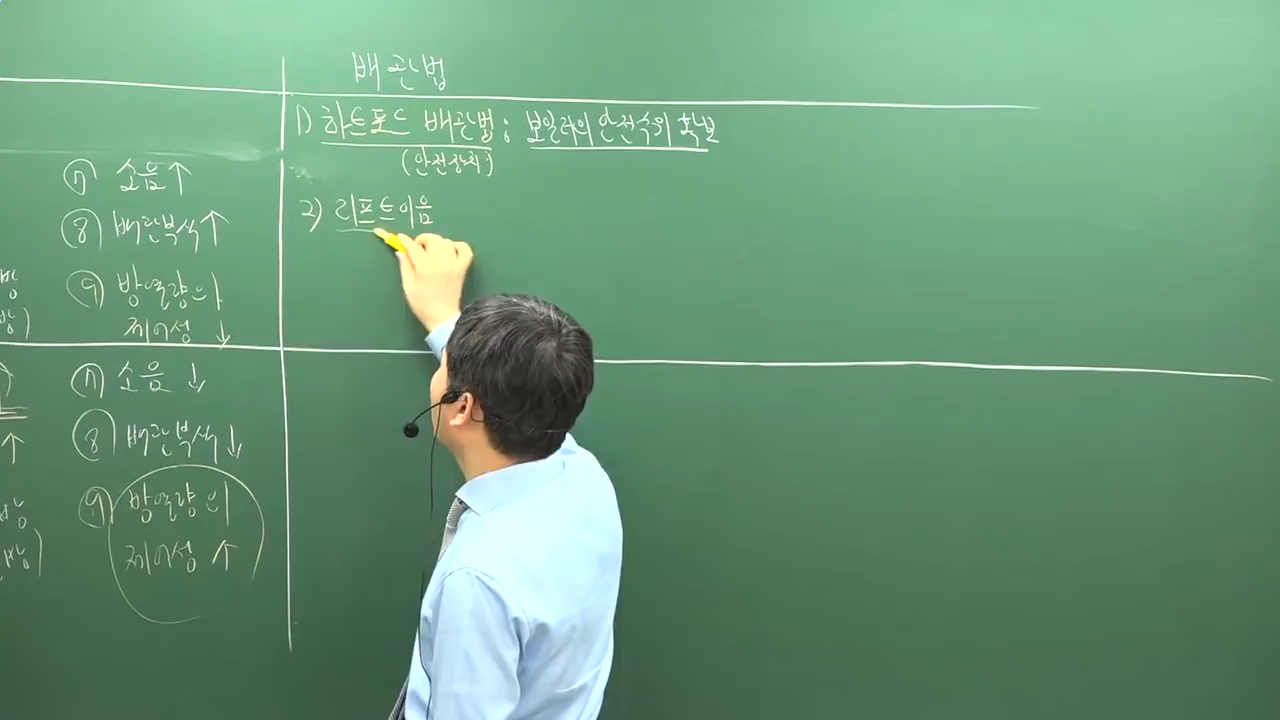 배관법
1) 하트포드 배관법 : 보일러의 안전수위 확보
(안전장치)
2) 리프트이음
⑦ 소음↑
⑧ 배관부식↑
⑨ 방열량의
제어성 ↓
⑦ 소음 ↓
⑧ 배관부식↓
⑨ 방열량의
제어성 ↑